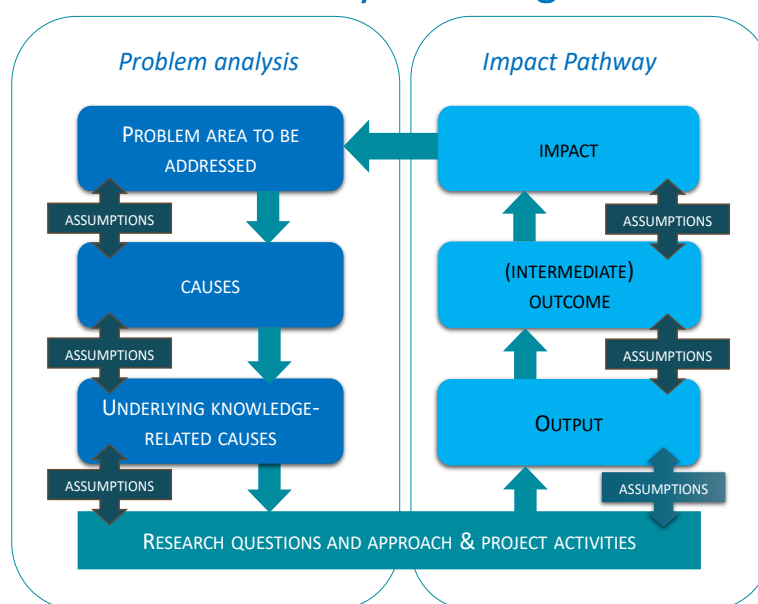 Problem analysis
PROBLEM AREA TO BE
ADDRESSED
ASSUMPTIONS
CAUSES
ASSUMPTIONS
UNDERLYING KNOWLEDGE-
RELATED CAUSES
ASSUMPTIONS
Impact Pathway
IMPACT
ASSUMPTIONS
(INTERMEDIATE)
OUTCOME
ASSUMPTIONS
OUTPUT
ASSUMPTIONS
RESEARCH QUESTIONS AND APPROACH & PROJECT ACTIVITIES